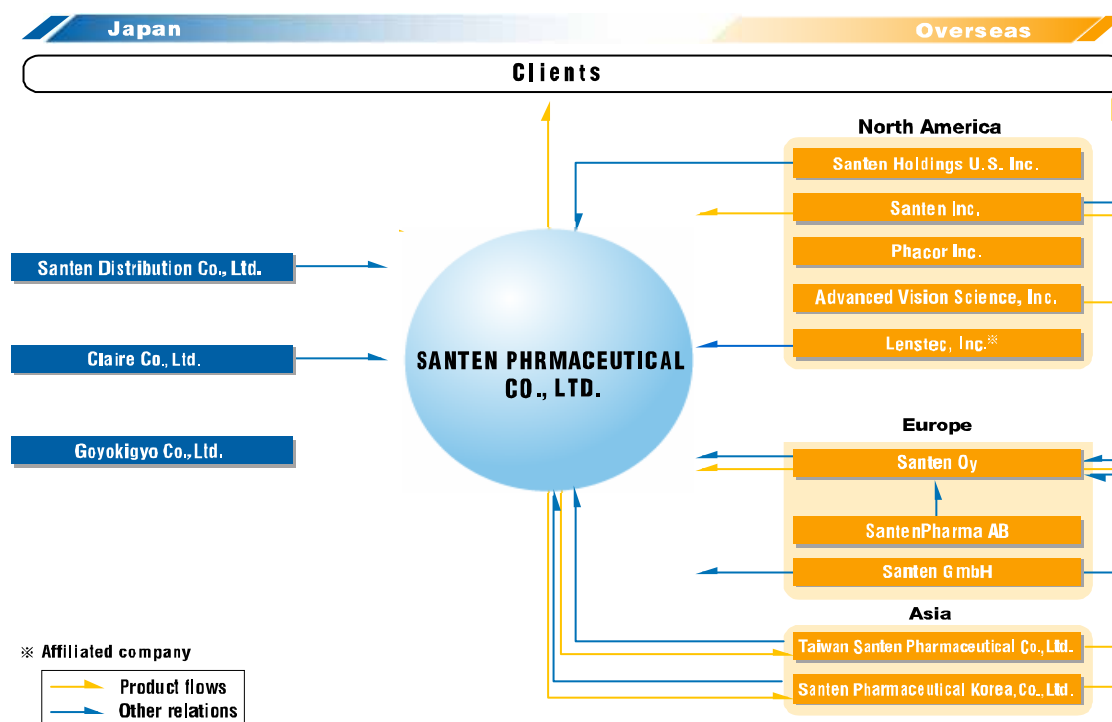 Japan
Overseas
Clients
North America
Santen Holdings U.S. Inc.
Santen Inc.
Phacor Inc.
Advanced Vision Science, Inc.
Lenstec, Inc.※
Santen Distribution Co., Ltd.
Claire Co., Ltd.
Goyokigyo Co., Ltd.
SANTEN PHRMACEUTICAL
CO., LTD.
Europe
Santen Oy
SantenPharma AB
Santen GmbH
Asia
Taiwan Santen Pharmaceutical Co., Ltd.
Santen Pharmaceutical Korea, Co., Ltd.
※ Affiliated company
Product flows
Other relations